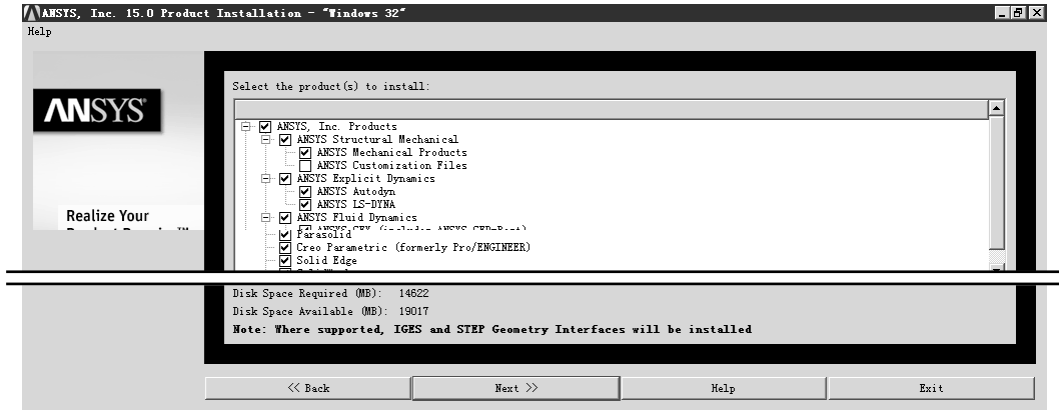 ANSYS, Inc. 15.0 Product Installation - "Windows 32"
Help
ANSYS
Realize Your
Select the product(s) to install:
ANSYS, Inc. Products
ANSYS Structural Mechanical
ANSYS Mechanical Products
ANSYS Customization Files
ANSYS Explicit Dynamics
ANSYS Autodyn
ANSYS LS-DYNA
ANSYS Fluid Dynamics
Parasolid
Creo Parametric (formerly Pro/ENGINEER)
Solid Edge
Disk Space Required (MB): 14622
Disk Space Available (MB): 19017
Note: Where supported, IGES and STEP Geometry Interfaces will be installed
<< Back
Next >>
Help
Exit